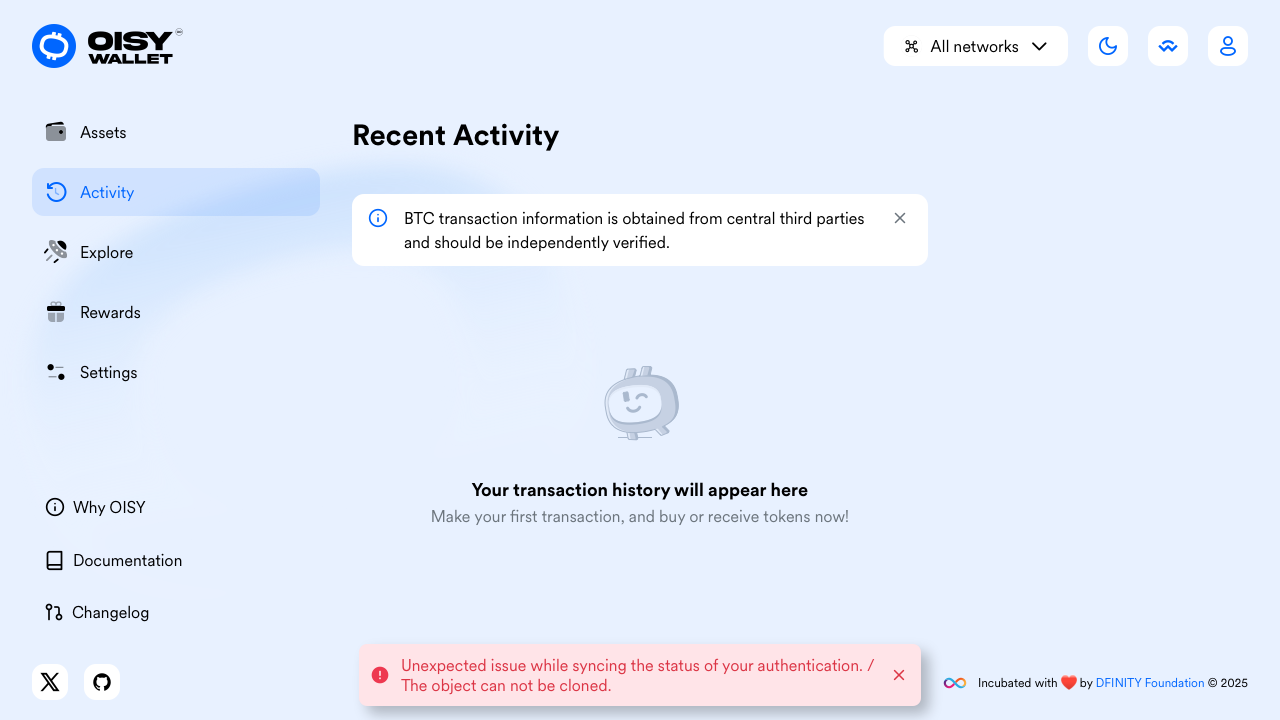 OISY
WALLET
All networks
Assets
Activity
Explore
Rewards
Settings
Why OISY
Documentation
Changelog
Recent Activity
BTC transaction information is obtained from central third parties
and should be independently verified.
Your transaction history will appear here
Make your first transaction, and buy or receive tokens now!
Unexpected issue while syncing the status of your authentication. /
The object can not be cloned.
Incubated with ❤️ by DFINITY Foundation © 2025